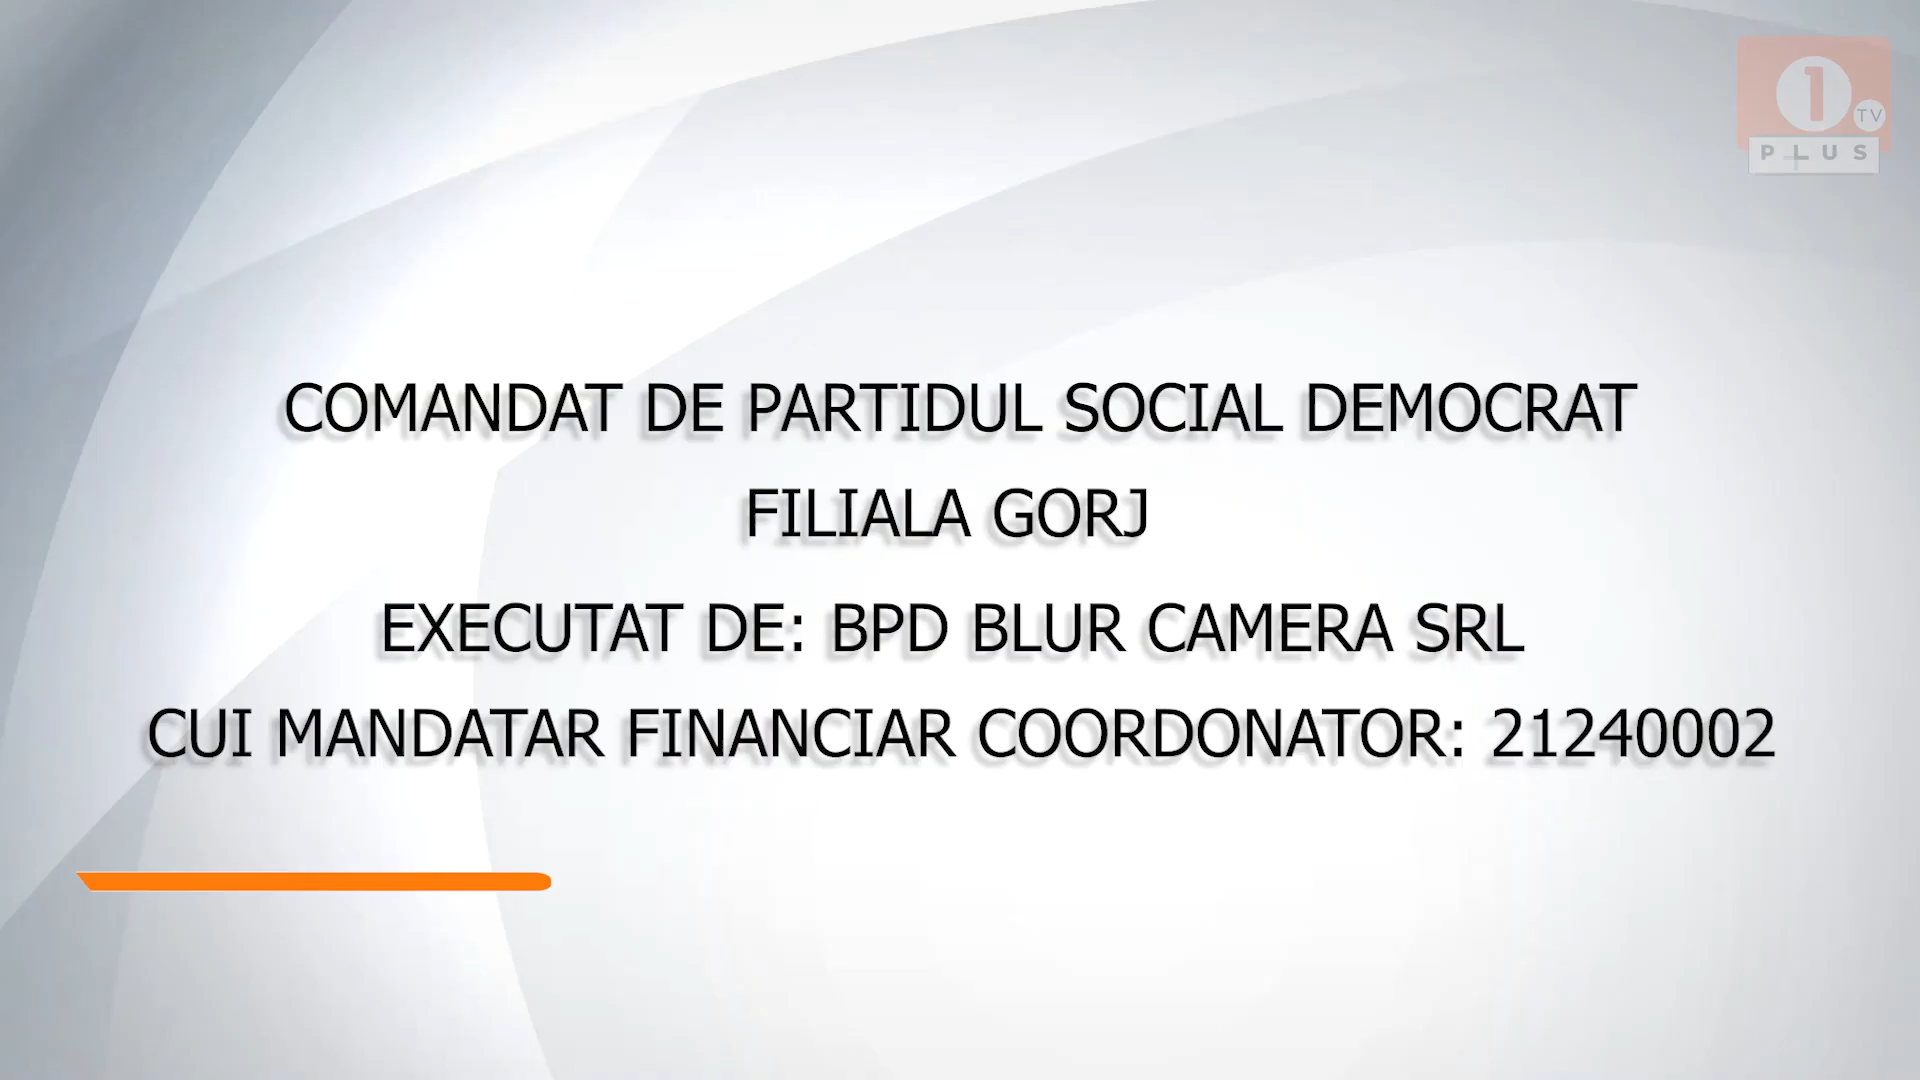 1
TV
PLUS
COMANDAT DE PARTIDUL SOCIAL DEMOCRAT
FILIALA GORJ
EXECUTAT DE: BPD BLUR CAMERA SRL
CUI MANDATAR FINANCIAR COORDONATOR: 21240002